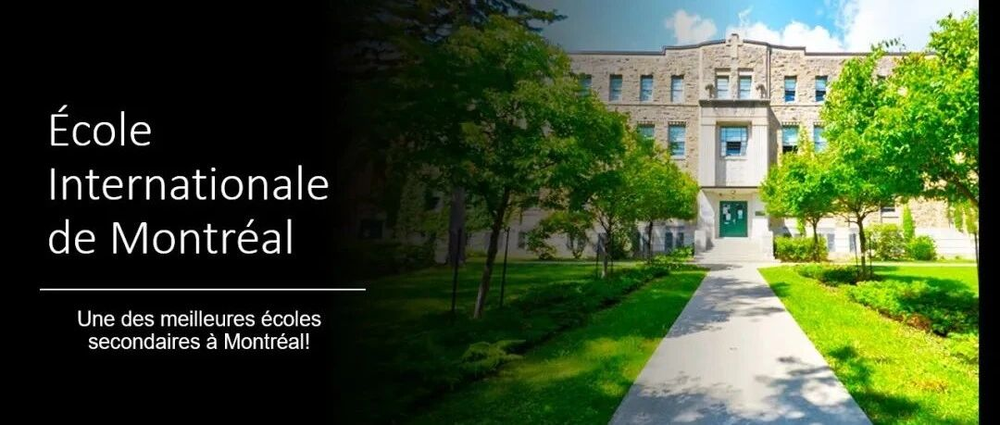 École
Internationale
de Montréal
Une des meilleures écoles
secondaires à Montréal!